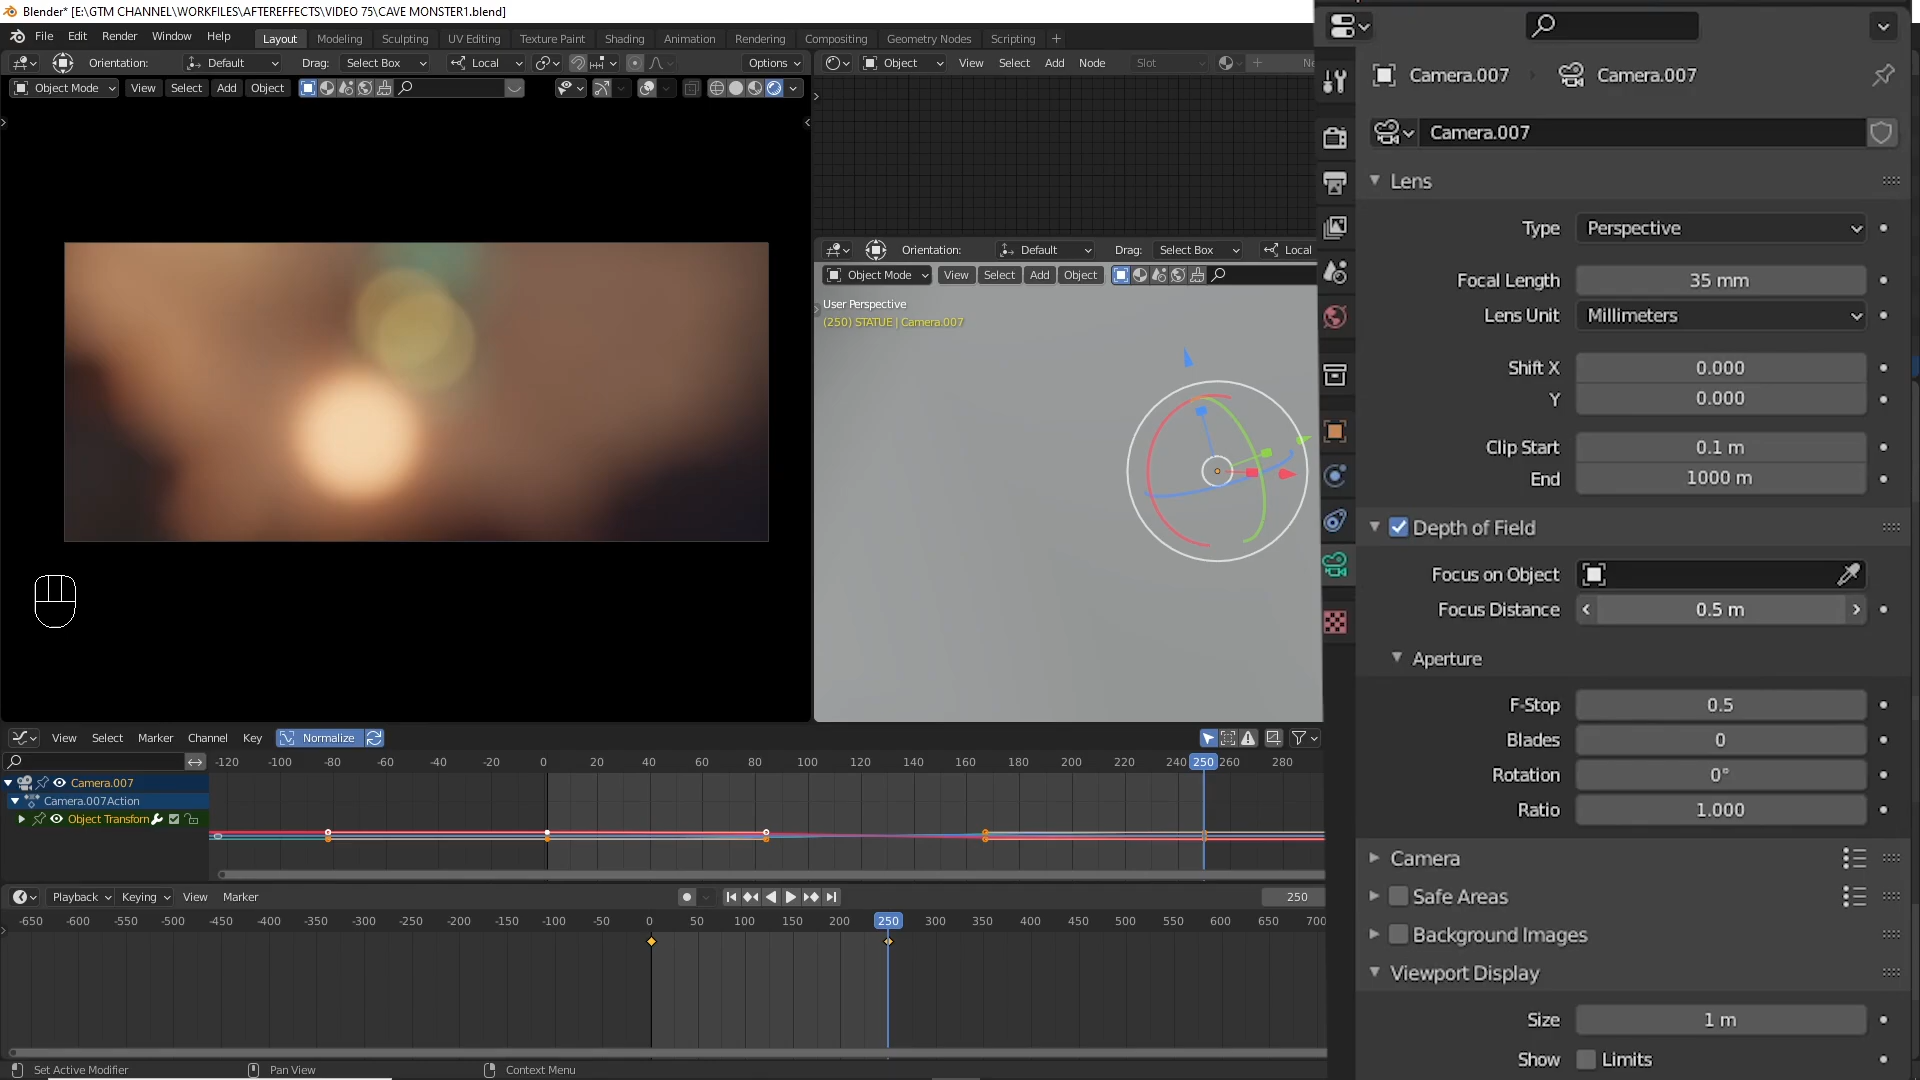 Blender* [E:\GTM CHANNEL\WORKFILES\AFTEREFFECTS\VIDEO 75\CAVE MONSTER1.blend]
File Edit Render Window Help Layout Modeling Sculpting UV Editing Texture Paint Shading Animation Rendering Compositing Geometry Nodes Scripting +
Orientation: Default Drag: Select Box Local Options
Object View Select Add Node Slot Ne
Object Mode View Select Add Object
Orientation: Default Drag: Select Box Local
Object Mode View Select Add Object
User Perspective
(250) STATUE | Camera.007
Camera.007 Camera.007
Camera.007
Lens
Type Perspective
Focal Length 35 mm
Lens Unit Millimeters
Shift X 0.000
Y 0.000
Clip Start 0.1 m
End 1000 m
Depth of Field
Focus on Object
Focus Distance 0.5 m
Aperture
F-Stop 0.5
Blades 0
Rotation 0°
Ratio 1.000
Camera
Safe Areas
Background Images
Viewport Display
Size 1 m
Show Limits
View Select Marker Channel Key Normalize
-120 -100 -80 -60 -40 -20 0 20 40 60 80 100 120 140 160 180 200 220 240 250 260 280
Camera.007
Camera.007Action
Object Transform
Playback Keying View Marker 250
-650 -600 -550 -500 -450 -400 -350 -300 -250 -200 -150 -100 -50 0 50 100 150 200 250 300 350 400 450 500 550 600 650 700
Set Active Modifier Pan View Context Menu